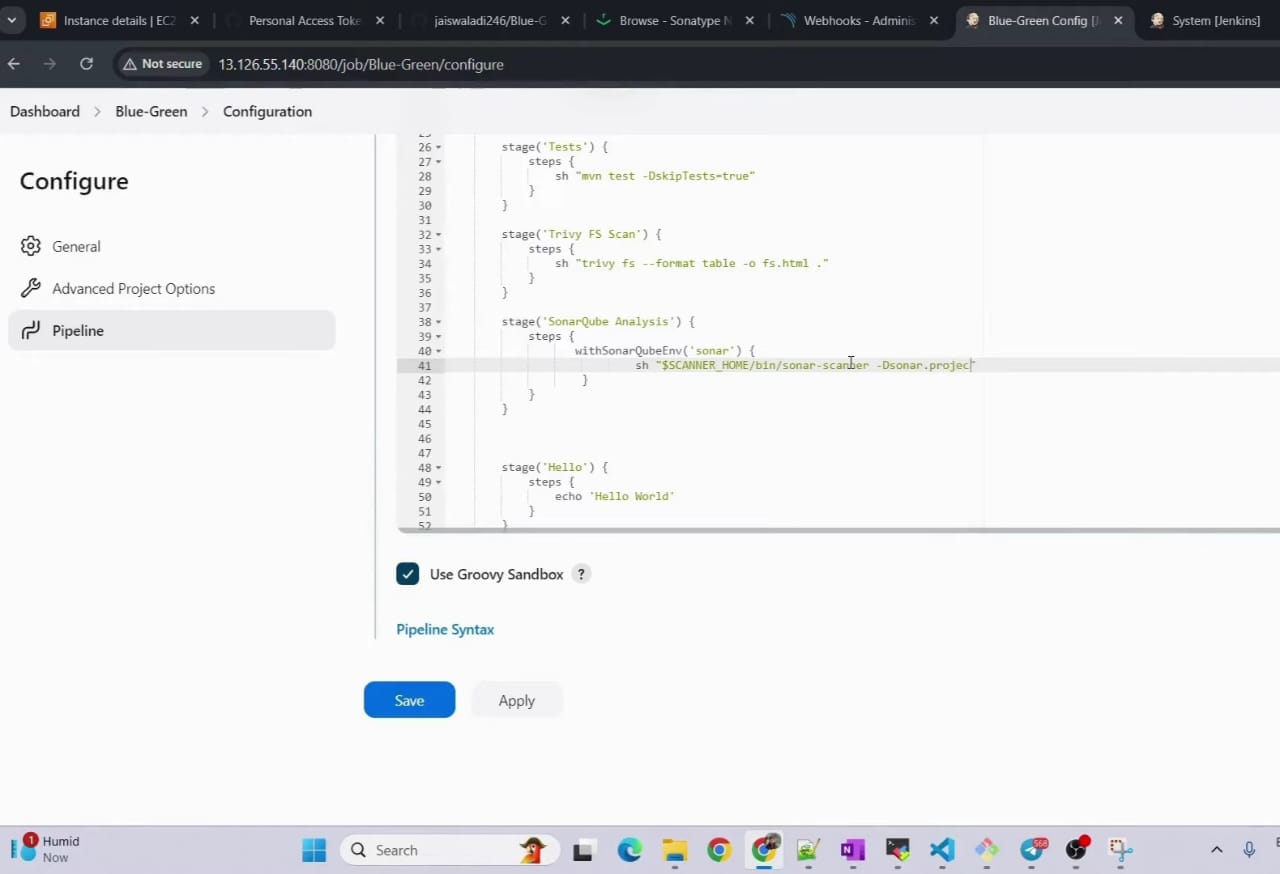 Instance details | EC2
Personal Access Toke
jaiswaladi246/Blue-G
Browse - Sonatype N
Webhooks - Adminis
Blue-Green Config [J
System [Jenkins]
Not secure
13.126.55.140:8080/job/Blue-Green/configure
Dashboard > Blue-Green > Configuration
Configure
General
Advanced Project Options
Pipeline
26 stage('Tests') {
27 steps {
28 sh "mvn test -DskipTests=true"
29 }
30 }
31
32 stage('Trivy FS Scan') {
33 steps {
34 sh "trivy fs --format table -o fs.html ."
35 }
36 }
37
38 stage('SonarQube Analysis') {
39 steps {
40 withSonarQubeEnv('sonar') {
41 sh "$SCANNER_HOME/bin/sonar-scanner -Dsonar.projec"
42 }
43 }
44 }
45
46
47
48 stage('Hello') {
49 steps {
50 echo 'Hello World'
51 }
52 }
Use Groovy Sandbox ?
Pipeline Syntax
Save
Apply
1
Humid
Now
Search
568